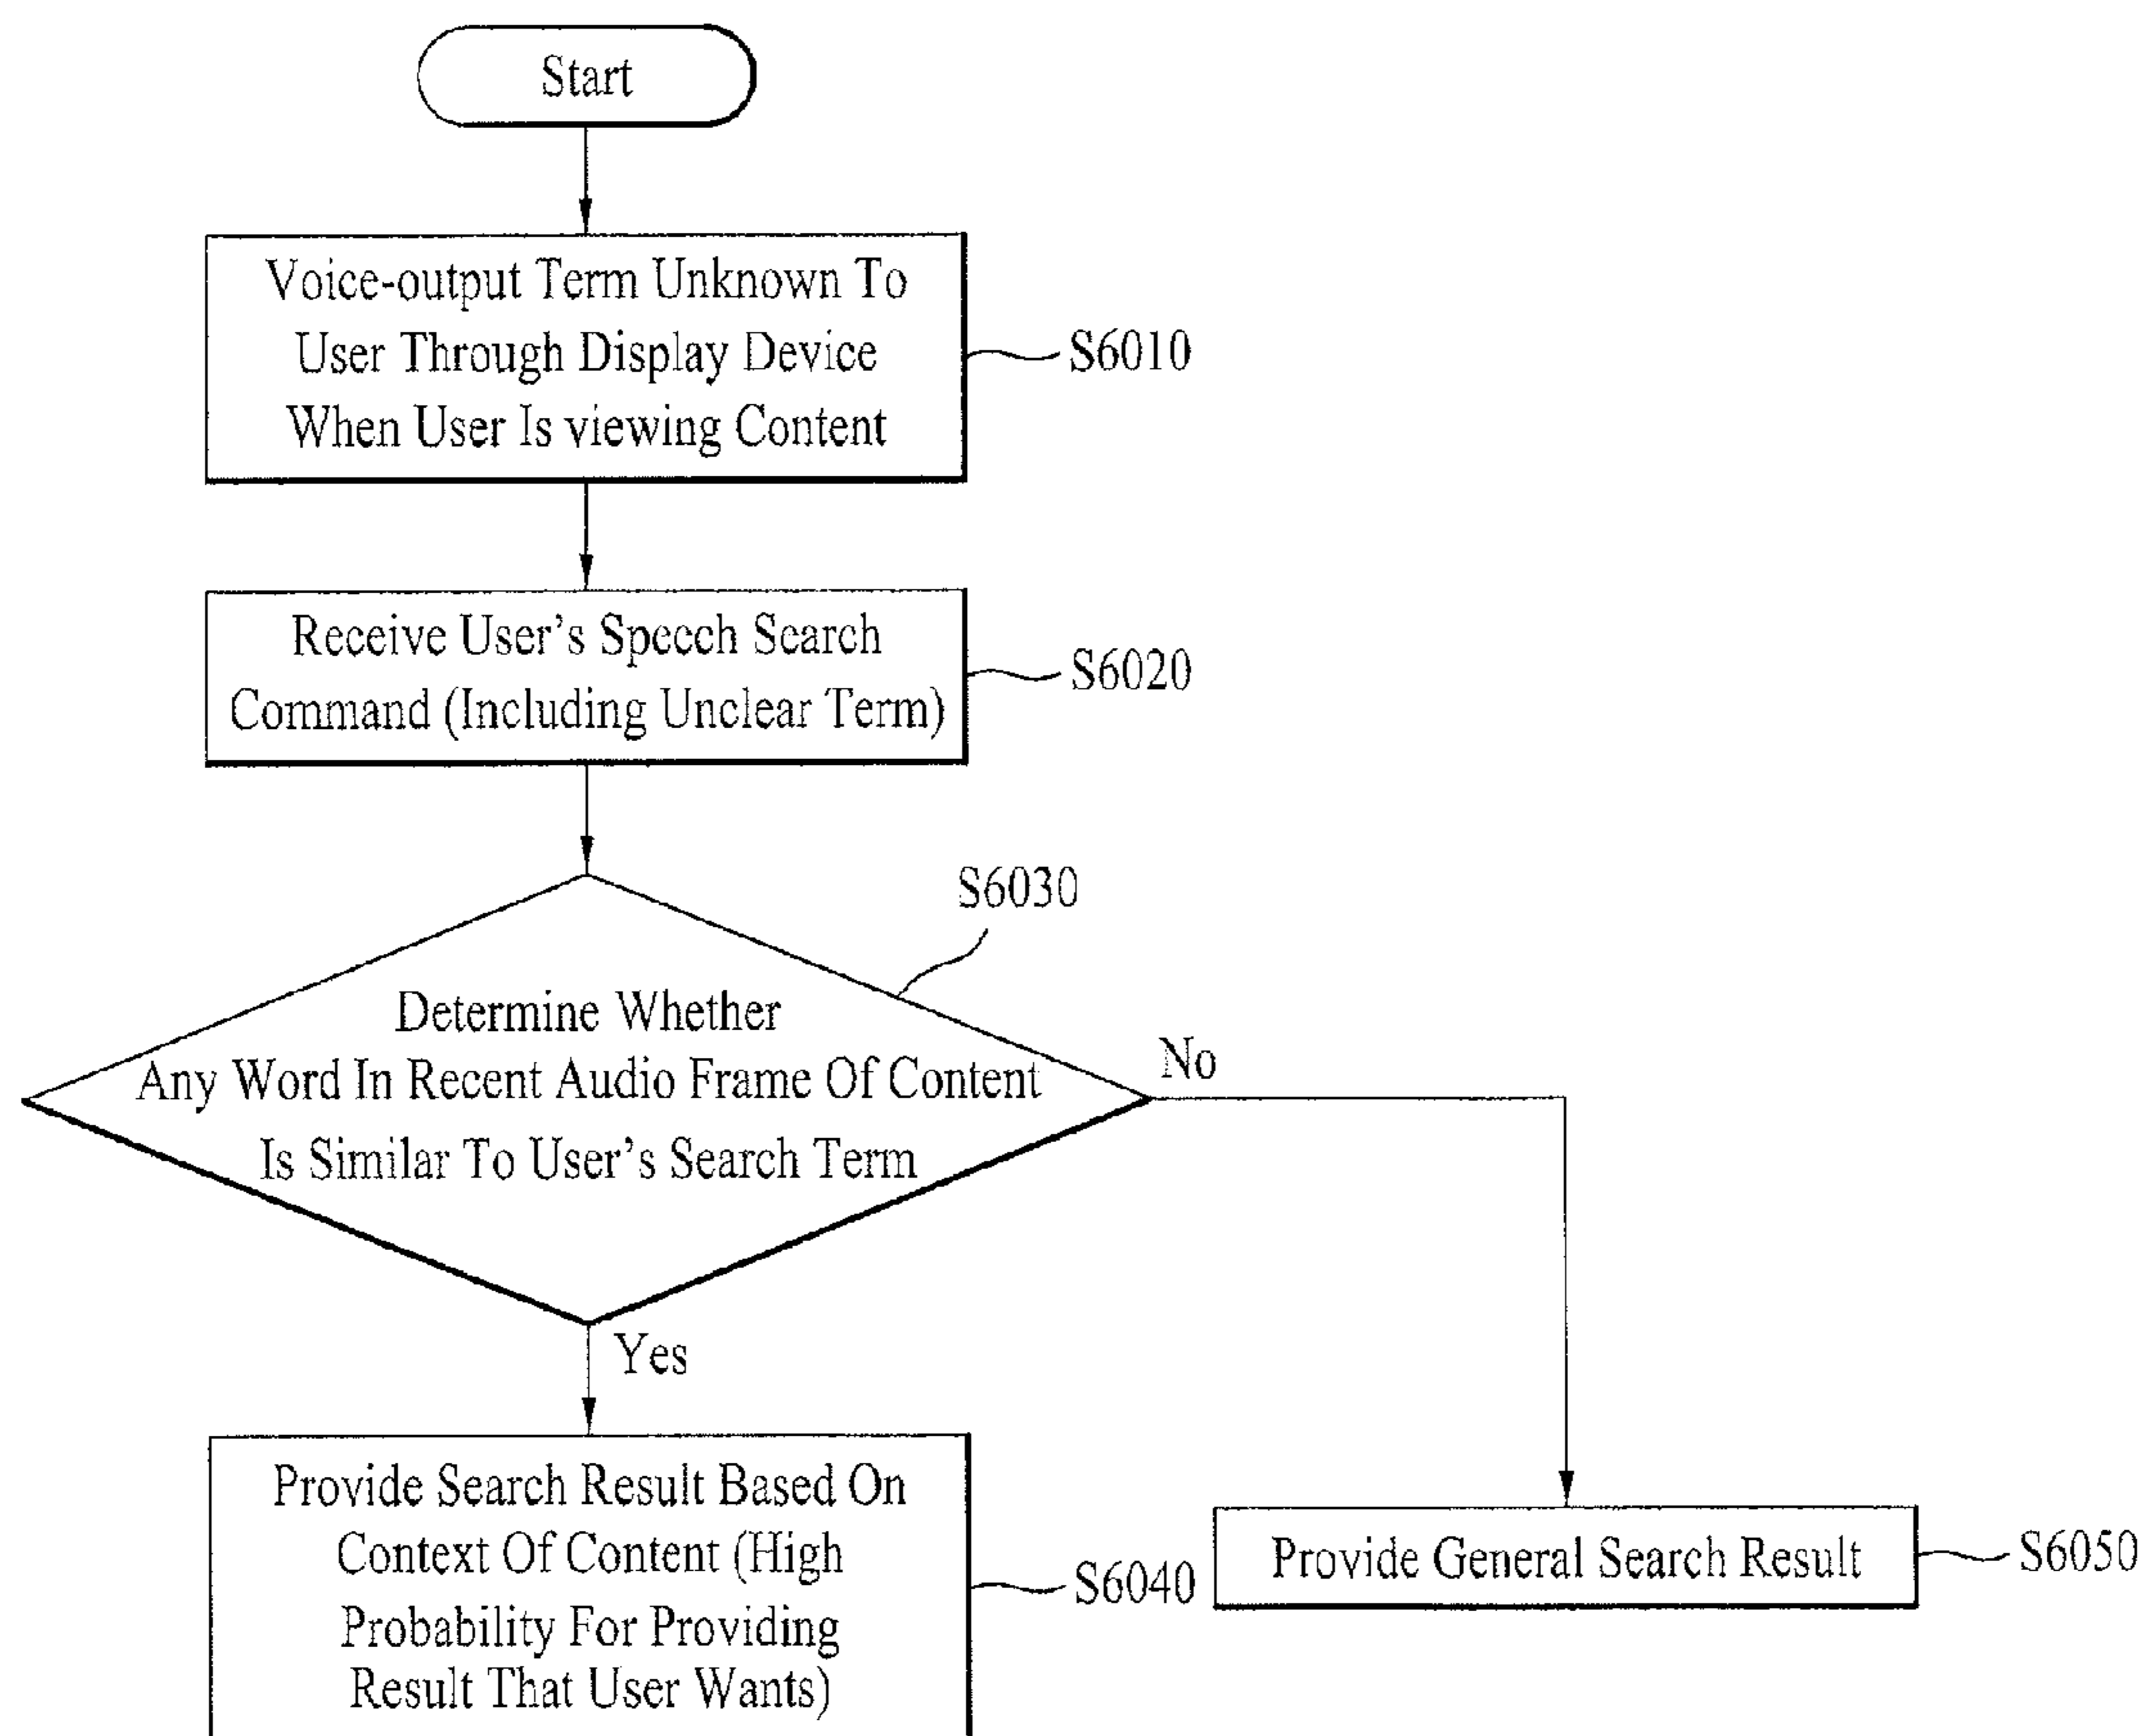 Start
Voice-output Term Unknown To
User Through Display Device
When User Is viewing Content
S6010
Receive User's Speech Search
Command (Including Unclear Term)
S6020
S6030
Determine Whether
Any Word In Recent Audio Frame Of Content
Is Similar To User's Search Term
No
Yes
Provide Search Result Based On
Context Of Content (High
Probability For Providing
Result That User Wants)
S6040
Provide General Search Result
S6050